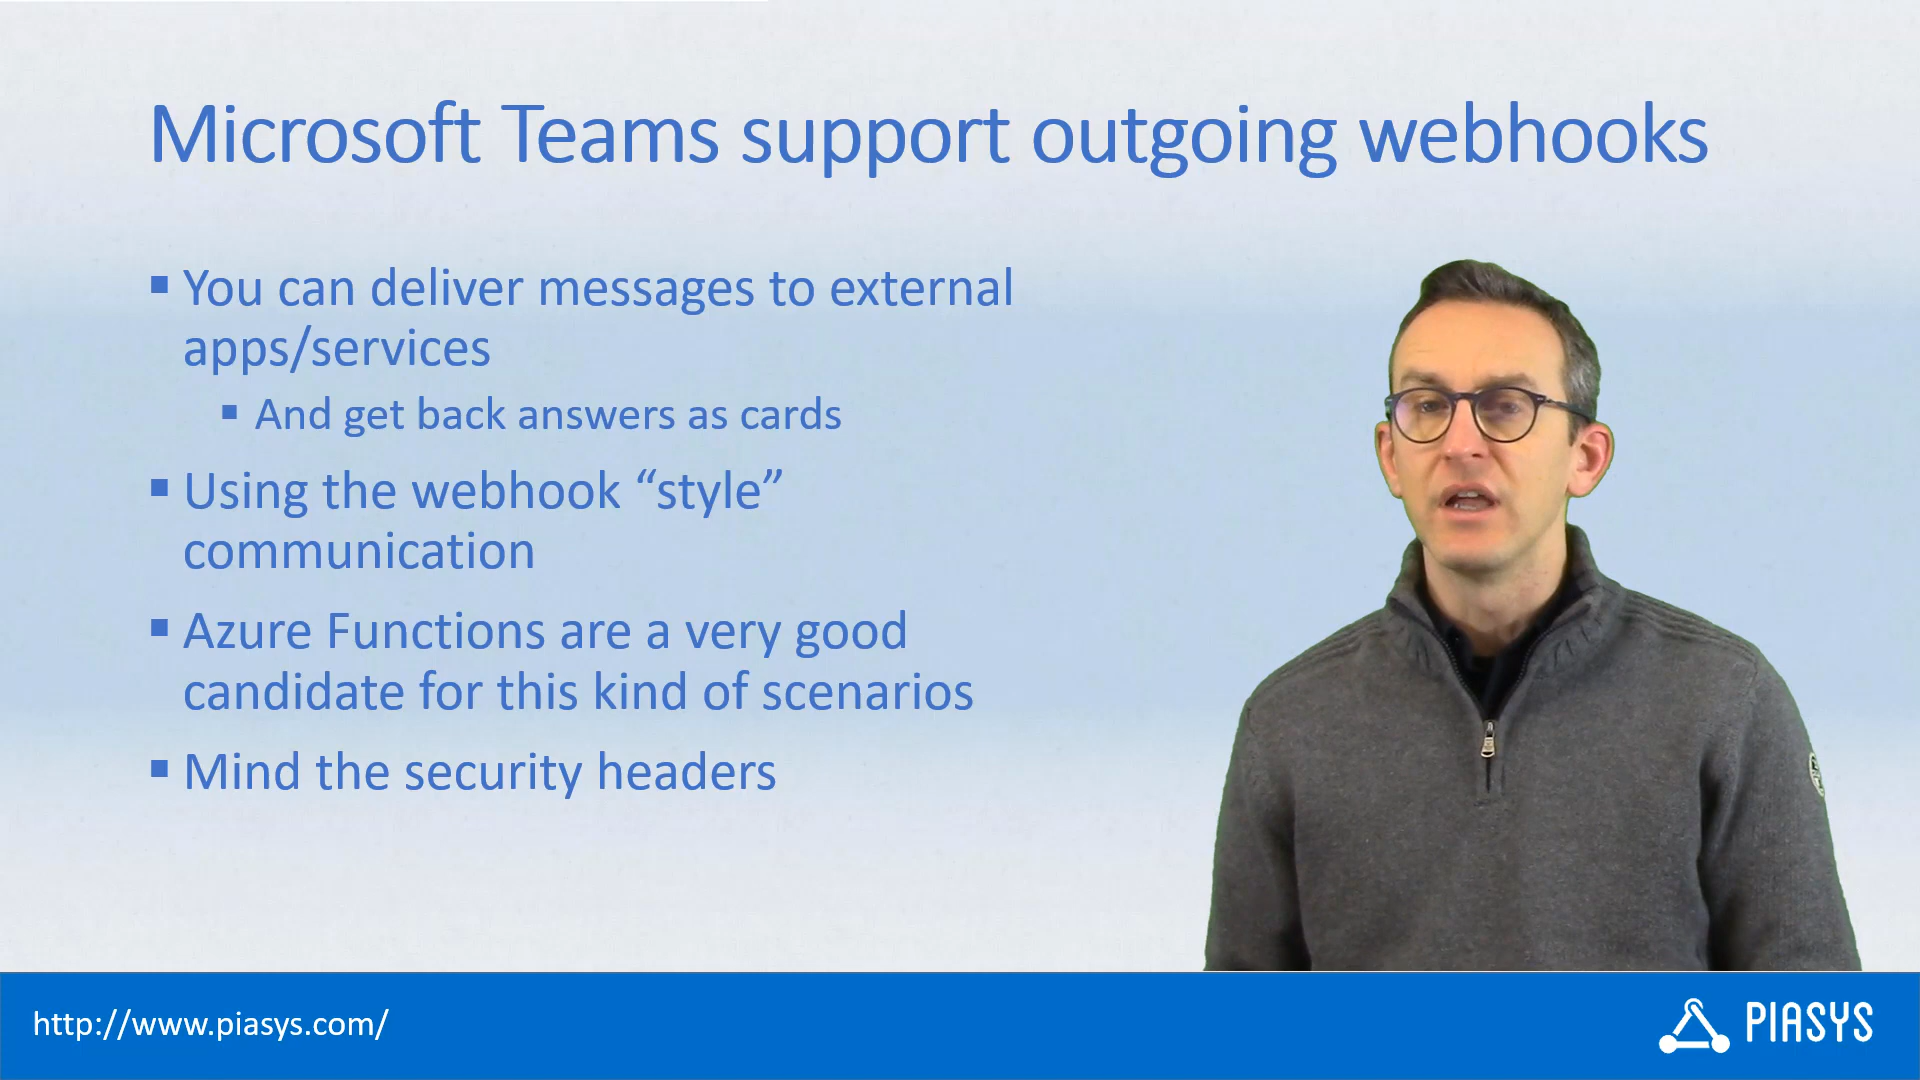 Microsoft Teams support outgoing webhooks
You can deliver messages to external
apps/services
And get back answers as cards
Using the webhook “style”
communication
Azure Functions are a very good
candidate for this kind of scenarios
Mind the security headers
http://www.piasys.com/
PIASYS